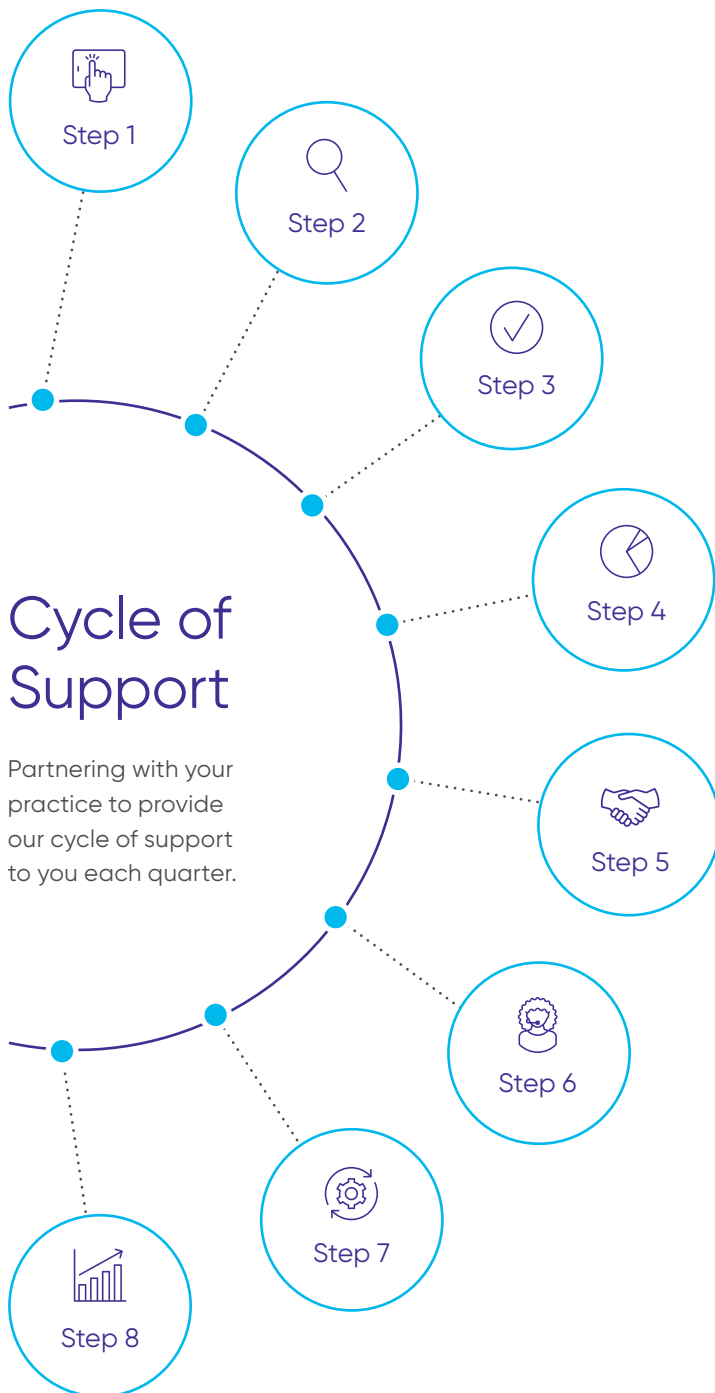 Step 1
Step 2
Step 3
Step 4
Cycle of
Support
Partnering with your
practice to provide
our cycle of support
to you each quarter.
Step 5
Step 6
Step 7
Step 8